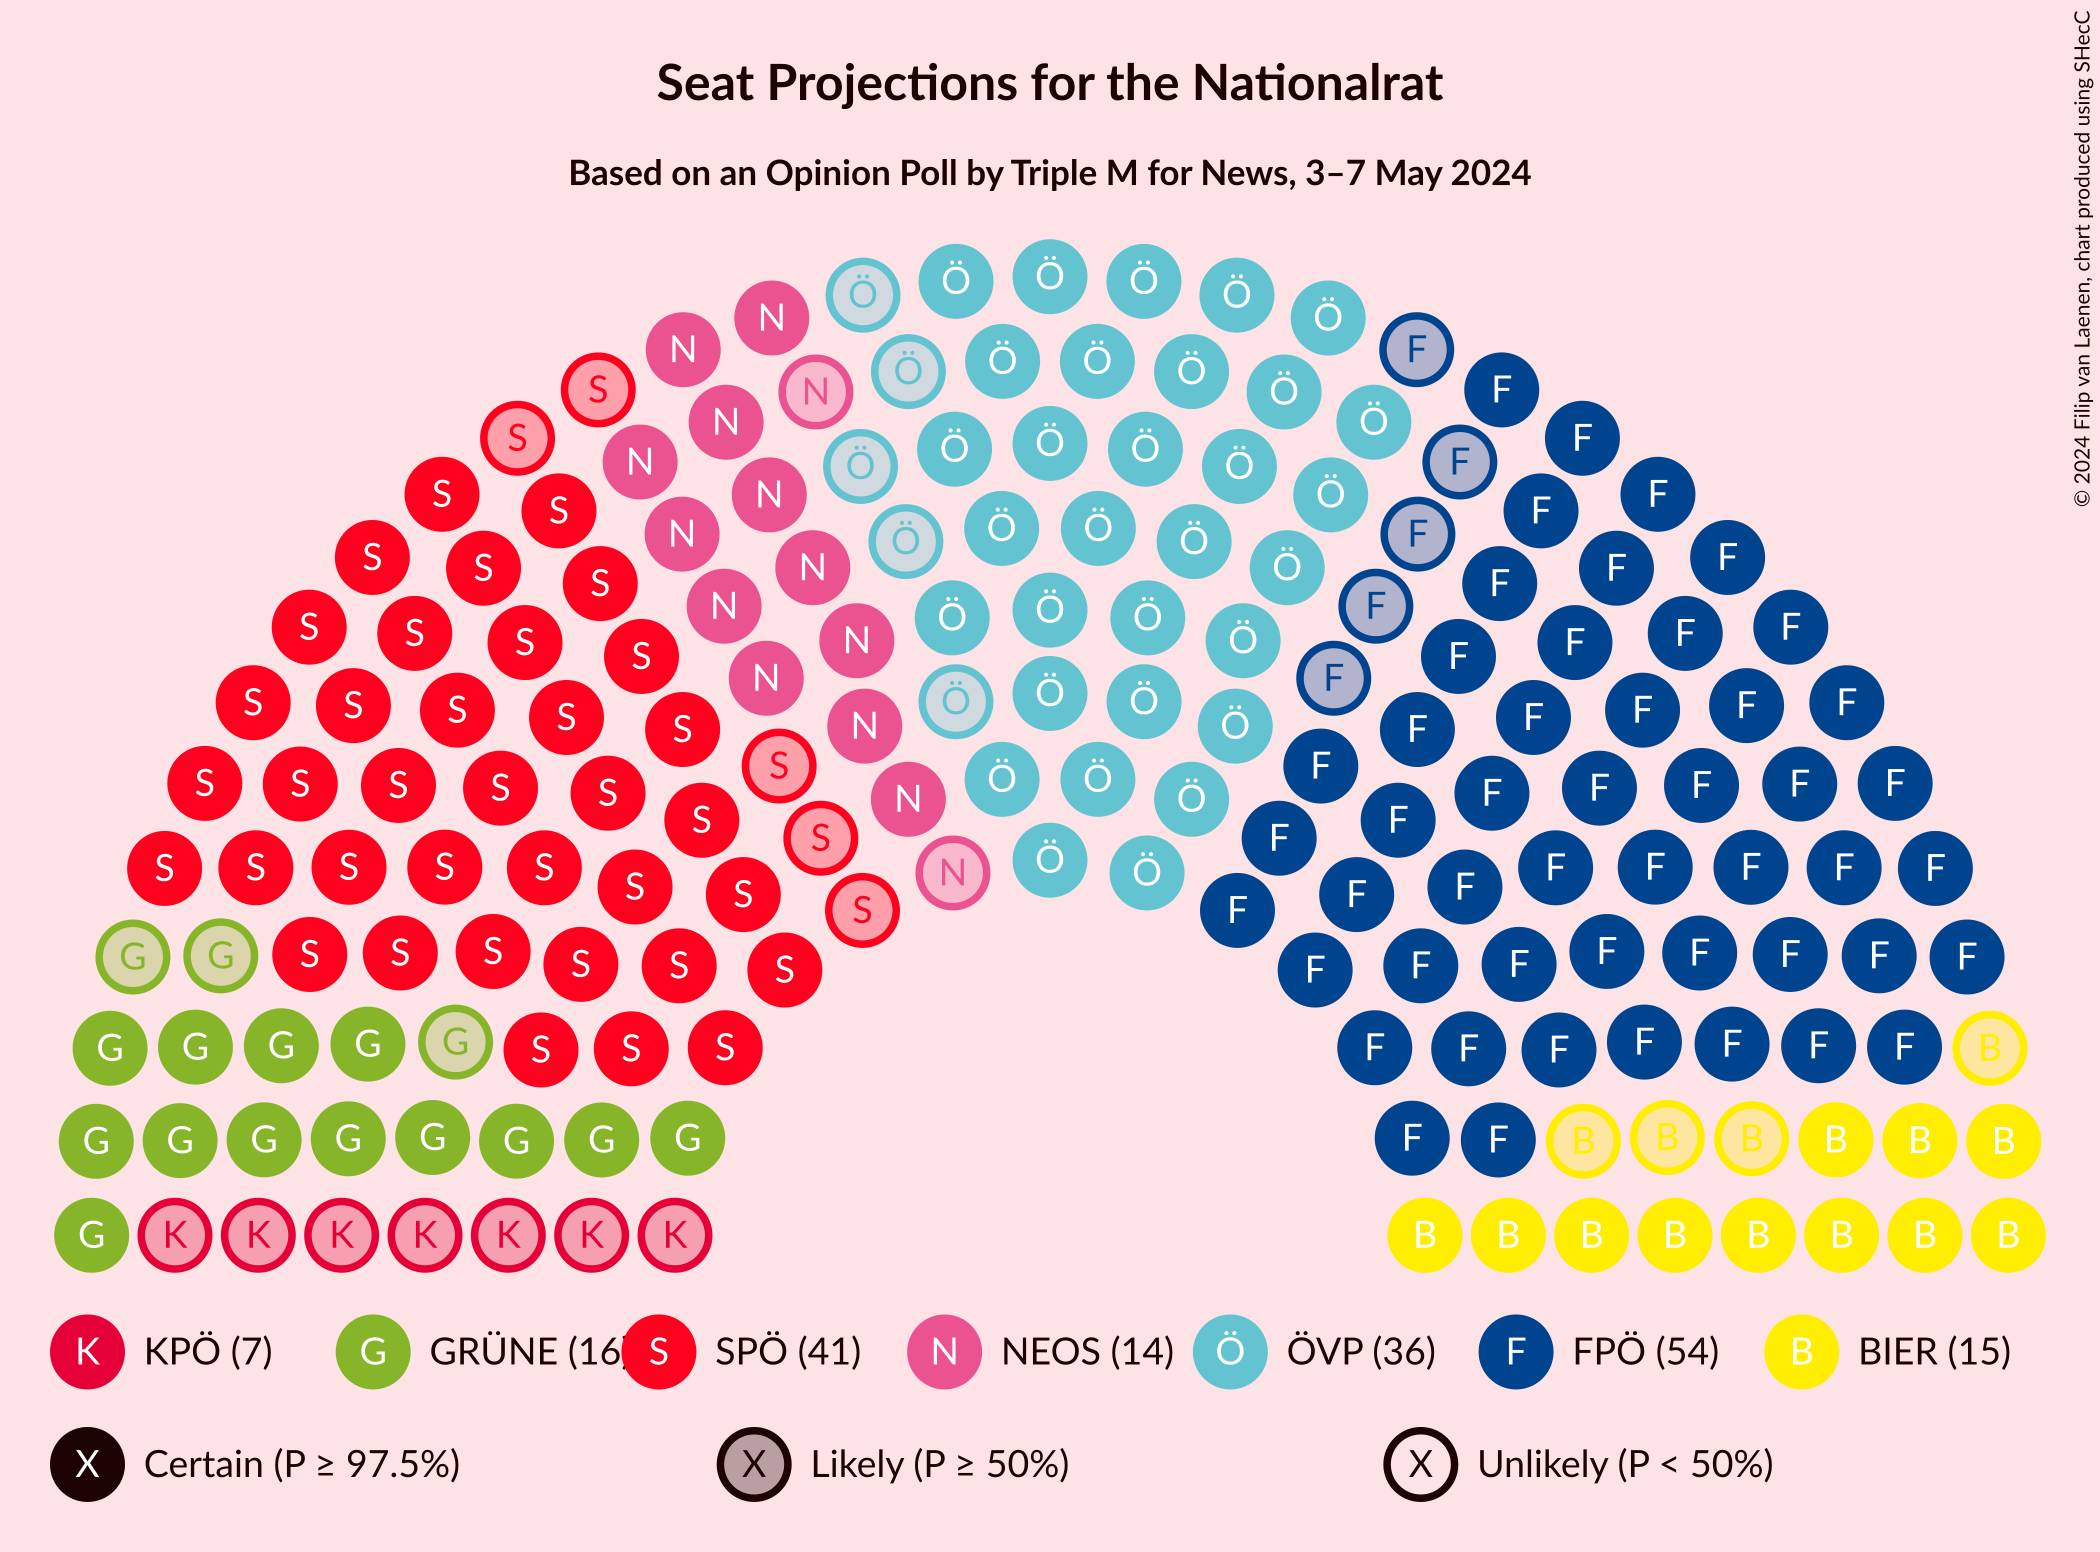 Seat Projections for the Nationalrat
Based on an Opinion Poll by Triple M for News, 3–7 May 2024
© 2024 Filip van Laenen, chart produced using SHecC
Ö Ö Ö Ö Ö
N Ö F
N F
S N Ö Ö Ö Ö Ö F
S N Ö F
S N Ö Ö Ö Ö Ö F F
S N Ö F
S S N Ö Ö Ö Ö Ö F F F
S S N Ö F F
S S N Ö Ö Ö Ö F F F
S S S N Ö F F F
S S S S N Ö Ö Ö Ö F F F F
S S S S S N Ö Ö Ö F F F F F
S S S S S S N Ö Ö Ö F F F F F F
S S S S S S S S N Ö Ö F F F F F F F F
G G S S S S S S F F F F F F F
G G G G G S S S F F F F F F F B
G G G G G G G G F F B B B B B B
G K K K K K K K B B B B B B B B
K KPÖ (7) G GRÜNE (16) S SPÖ (41) N NEOS (14) Ö ÖVP (36) F FPÖ (54) B BIER (15)
X Certain (P ≥ 97.5%) X Likely (P ≥ 50%) X Unlikely (P < 50%)